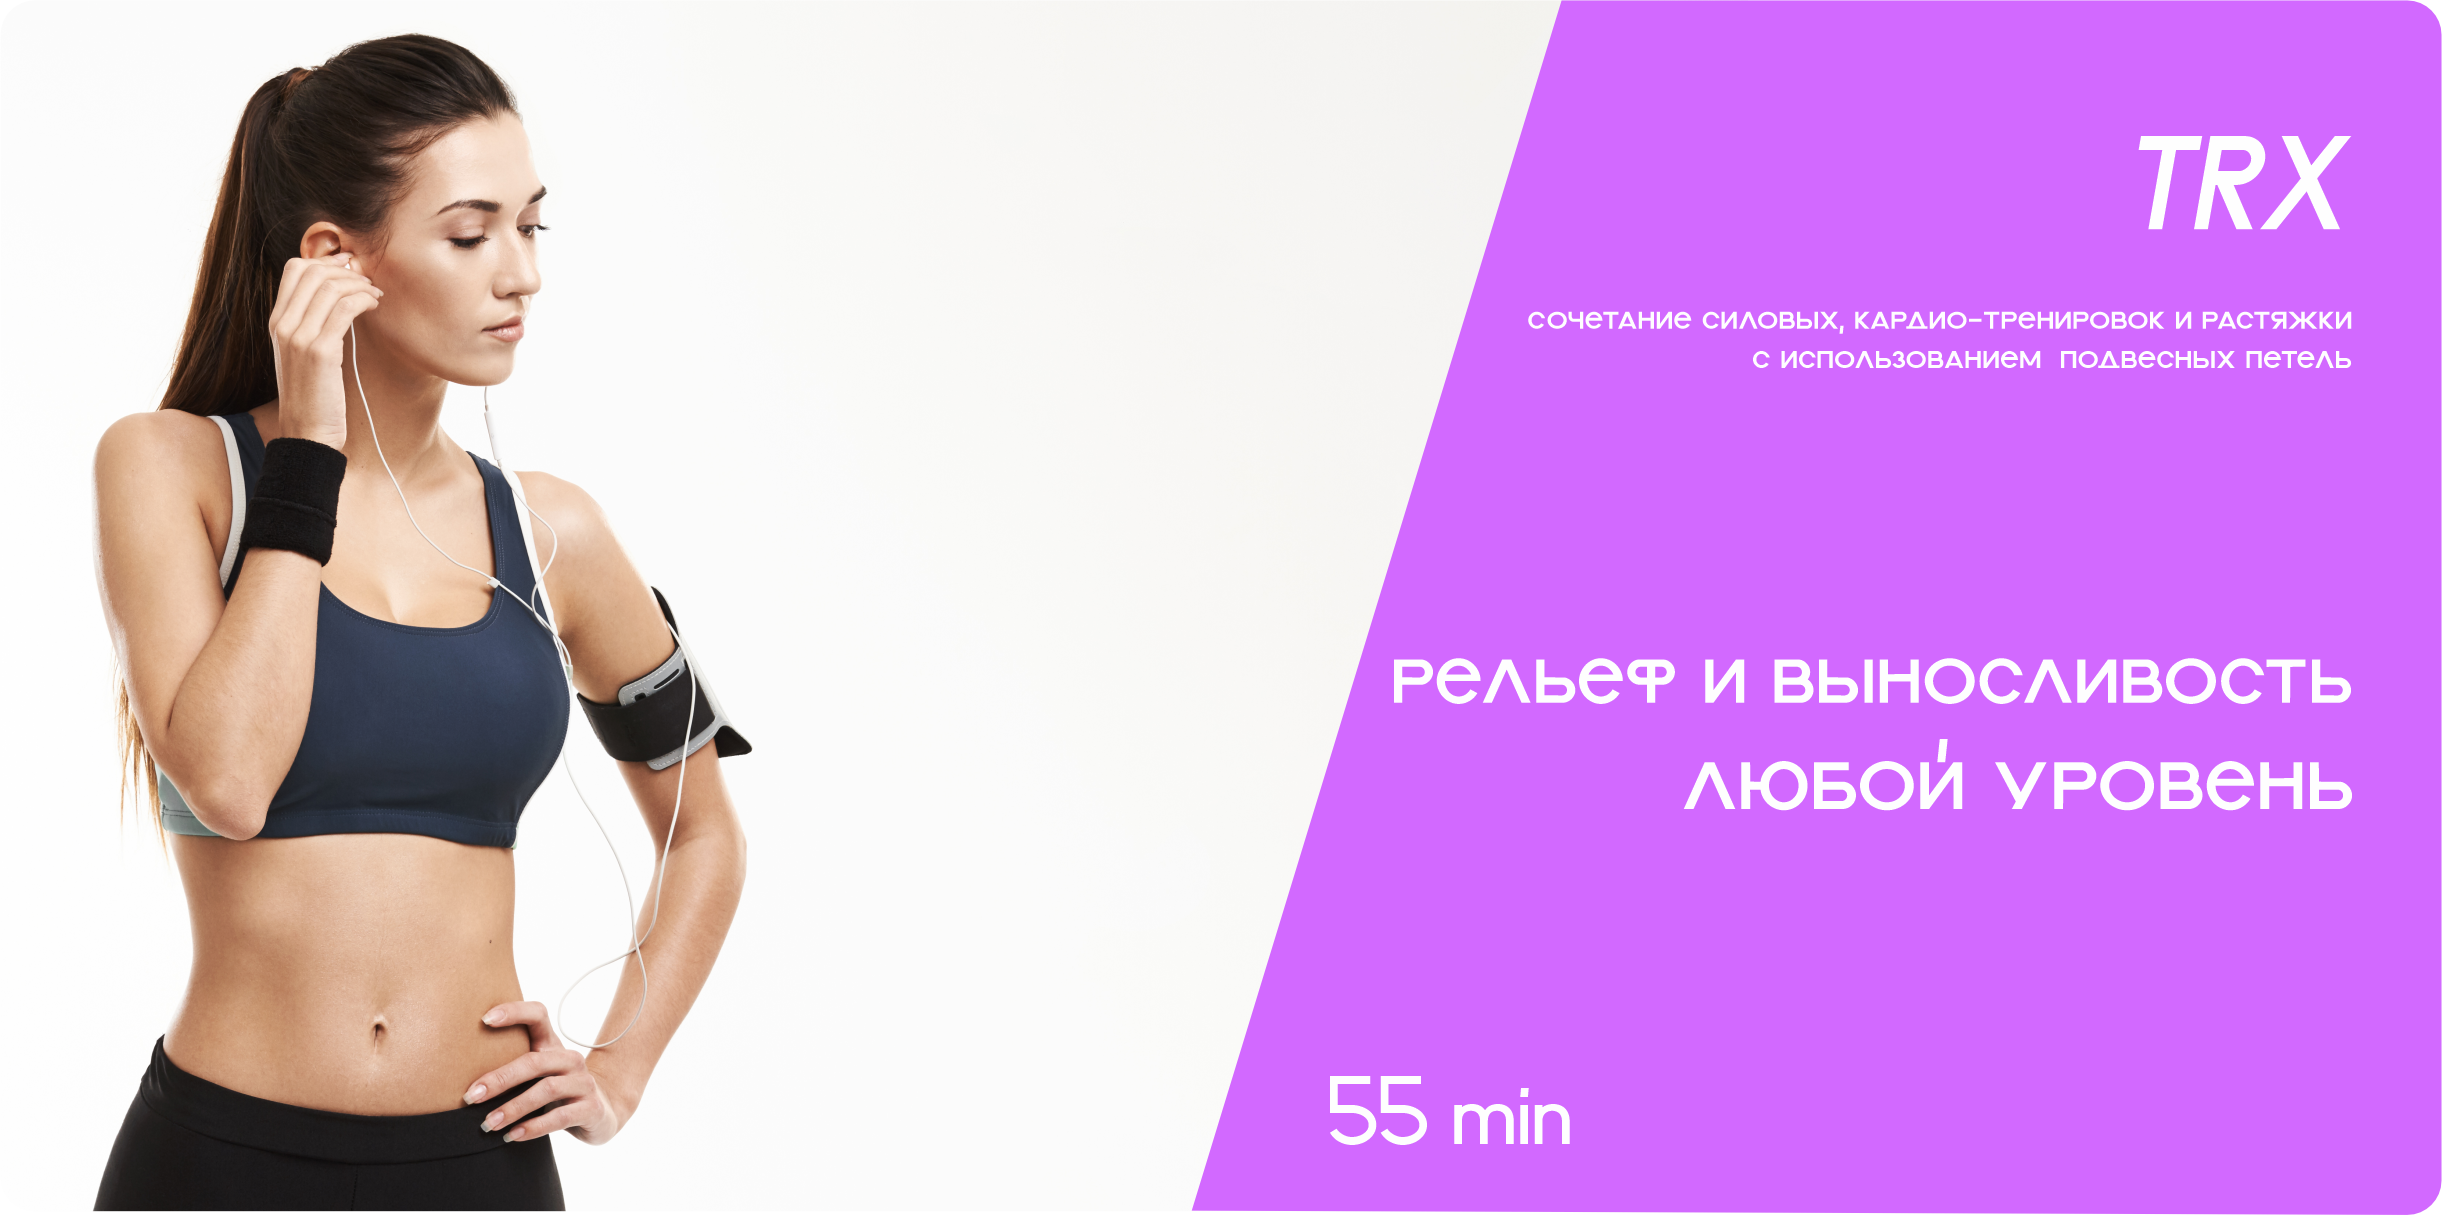 TRX
сочетание силовых, кардио-тренировок и растяжки
с использованием подвесных петель
рельеф и выносливость
любой уровень
55 min